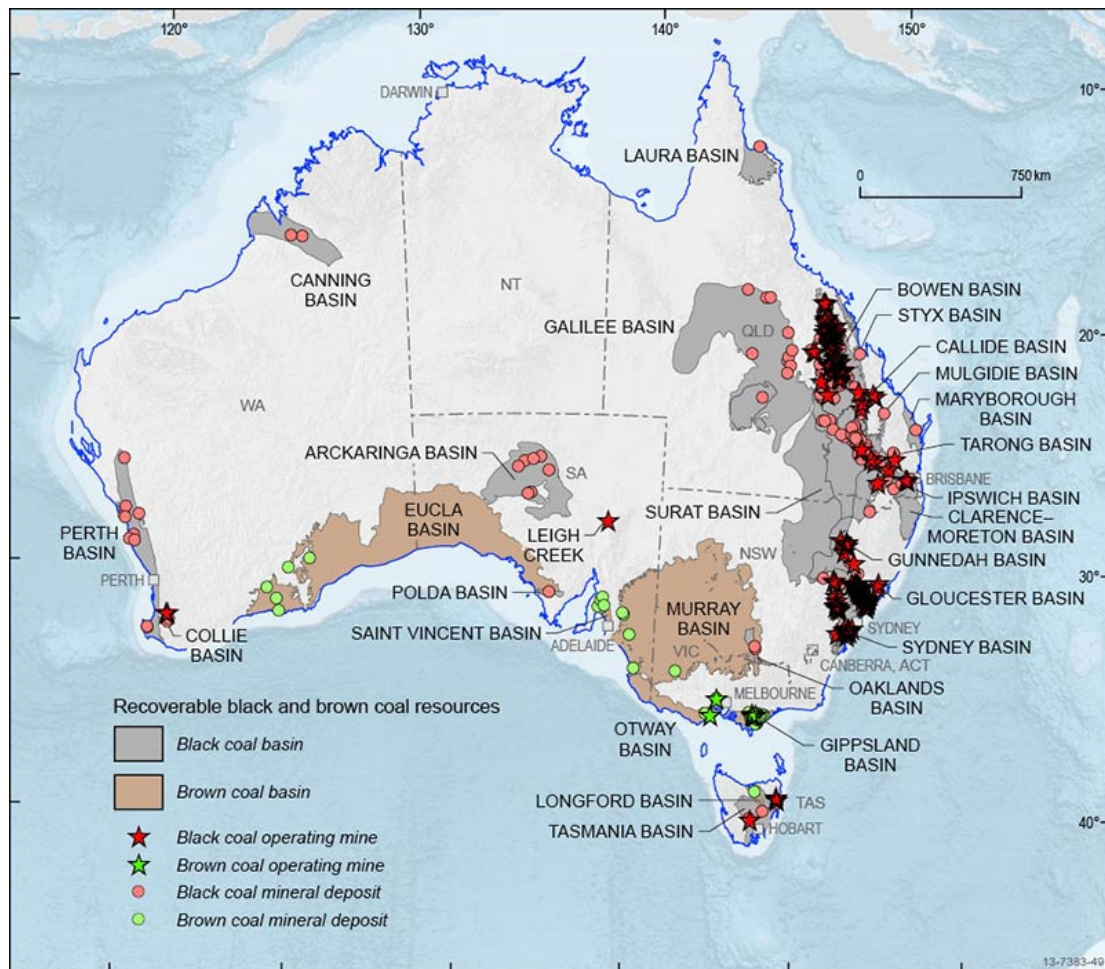 120°
130°
140°
150°
DARWIN
10°
LAURA BASIN
0
750 km
CANNING
BASIN
NT
BOWEN BASIN
STYX BASIN
GALILEE BASIN
QLD
20°
CALLIDE BASIN
MULGIDIE BASIN
MARYBOROUGH
BASIN
WA
TARONG BASIN
ARCKARINGA BASIN
SA
BRISBANE
IPSWICH BASIN
EUCLA
BASIN
SURAT BASIN
CLARENCE–
MORETON BASIN
PERTH
BASIN
LEIGH
CREEK
NSW
GUNNEDAH BASIN
PERTH
30°
POLDA BASIN
GLOUCESTER BASIN
MURRAY
BASIN
COLLIE
BASIN
SAINT VINCENT BASIN
SYDNEY
ADELAIDE
VIC
SYDNEY BASIN
CANBERRA, ACT
OAKLANDS
BASIN
MELBOURNE
Recoverable black and brown coal resources
Black coal basin
OTWAY
BASIN
GIPPSLAND
BASIN
Brown coal basin
LONGFORD BASIN
TAS
TASMANIA BASIN
HOBART
40°
Black coal operating mine
Brown coal operating mine
Black coal mineral deposit
Brown coal mineral deposit
13-7383-49